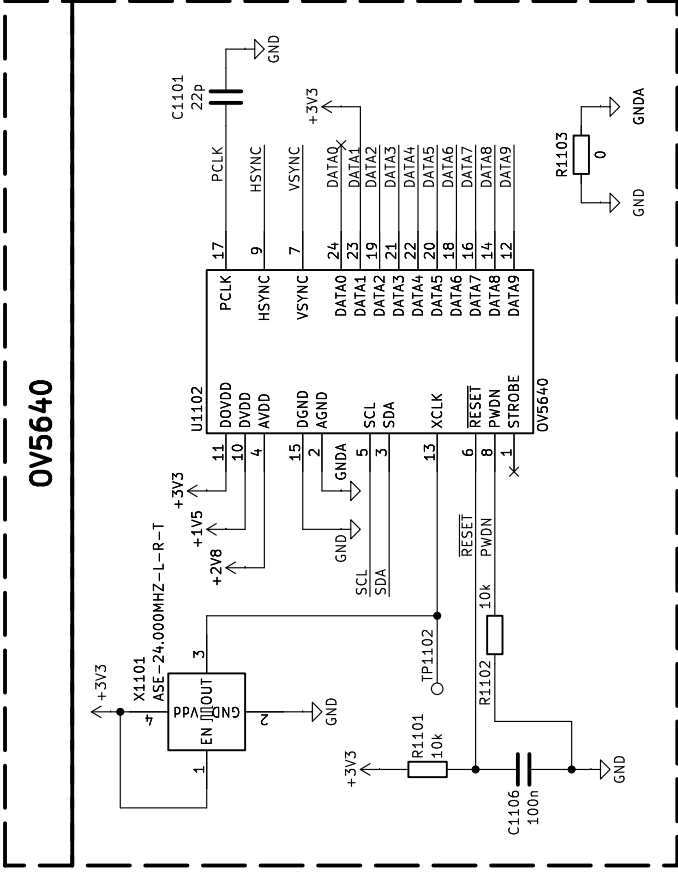 OV5640
C1101
22p
GND
PCLK
HSYNC
VSYNC
+3V3
DATA0
DATA1
DATA2
DATA3
DATA4
DATA5
DATA6
DATA7
DATA8
DATA9
R1103
0
GND
GNDA
17
9
7
24
23
19
21
22
20
18
16
14
12
PCLK
HSYNC
VSYNC
DATA0
DATA1
DATA2
DATA3
DATA4
DATA5
DATA6
DATA7
DATA8
DATA9
U1102
DOVDD
DVDD
AVDD
DGND
AGND
SCL
SDA
XCLK
RESET
PWDN
STROBE
OV5640
11
10
4
15
2
5
3
13
6
8
1
+3V3
+1V5
+2V8
GND
GNDA
SCL
SDA
RESET
PWDN
+3V3
X1101
ASE-24.000MHZ-L-R-T
4
3
Vdd
OUT
GND
EN
2
1
GND
TP1102
R1102
10k
+3V3
R1101
10k
C1106
100n
GND